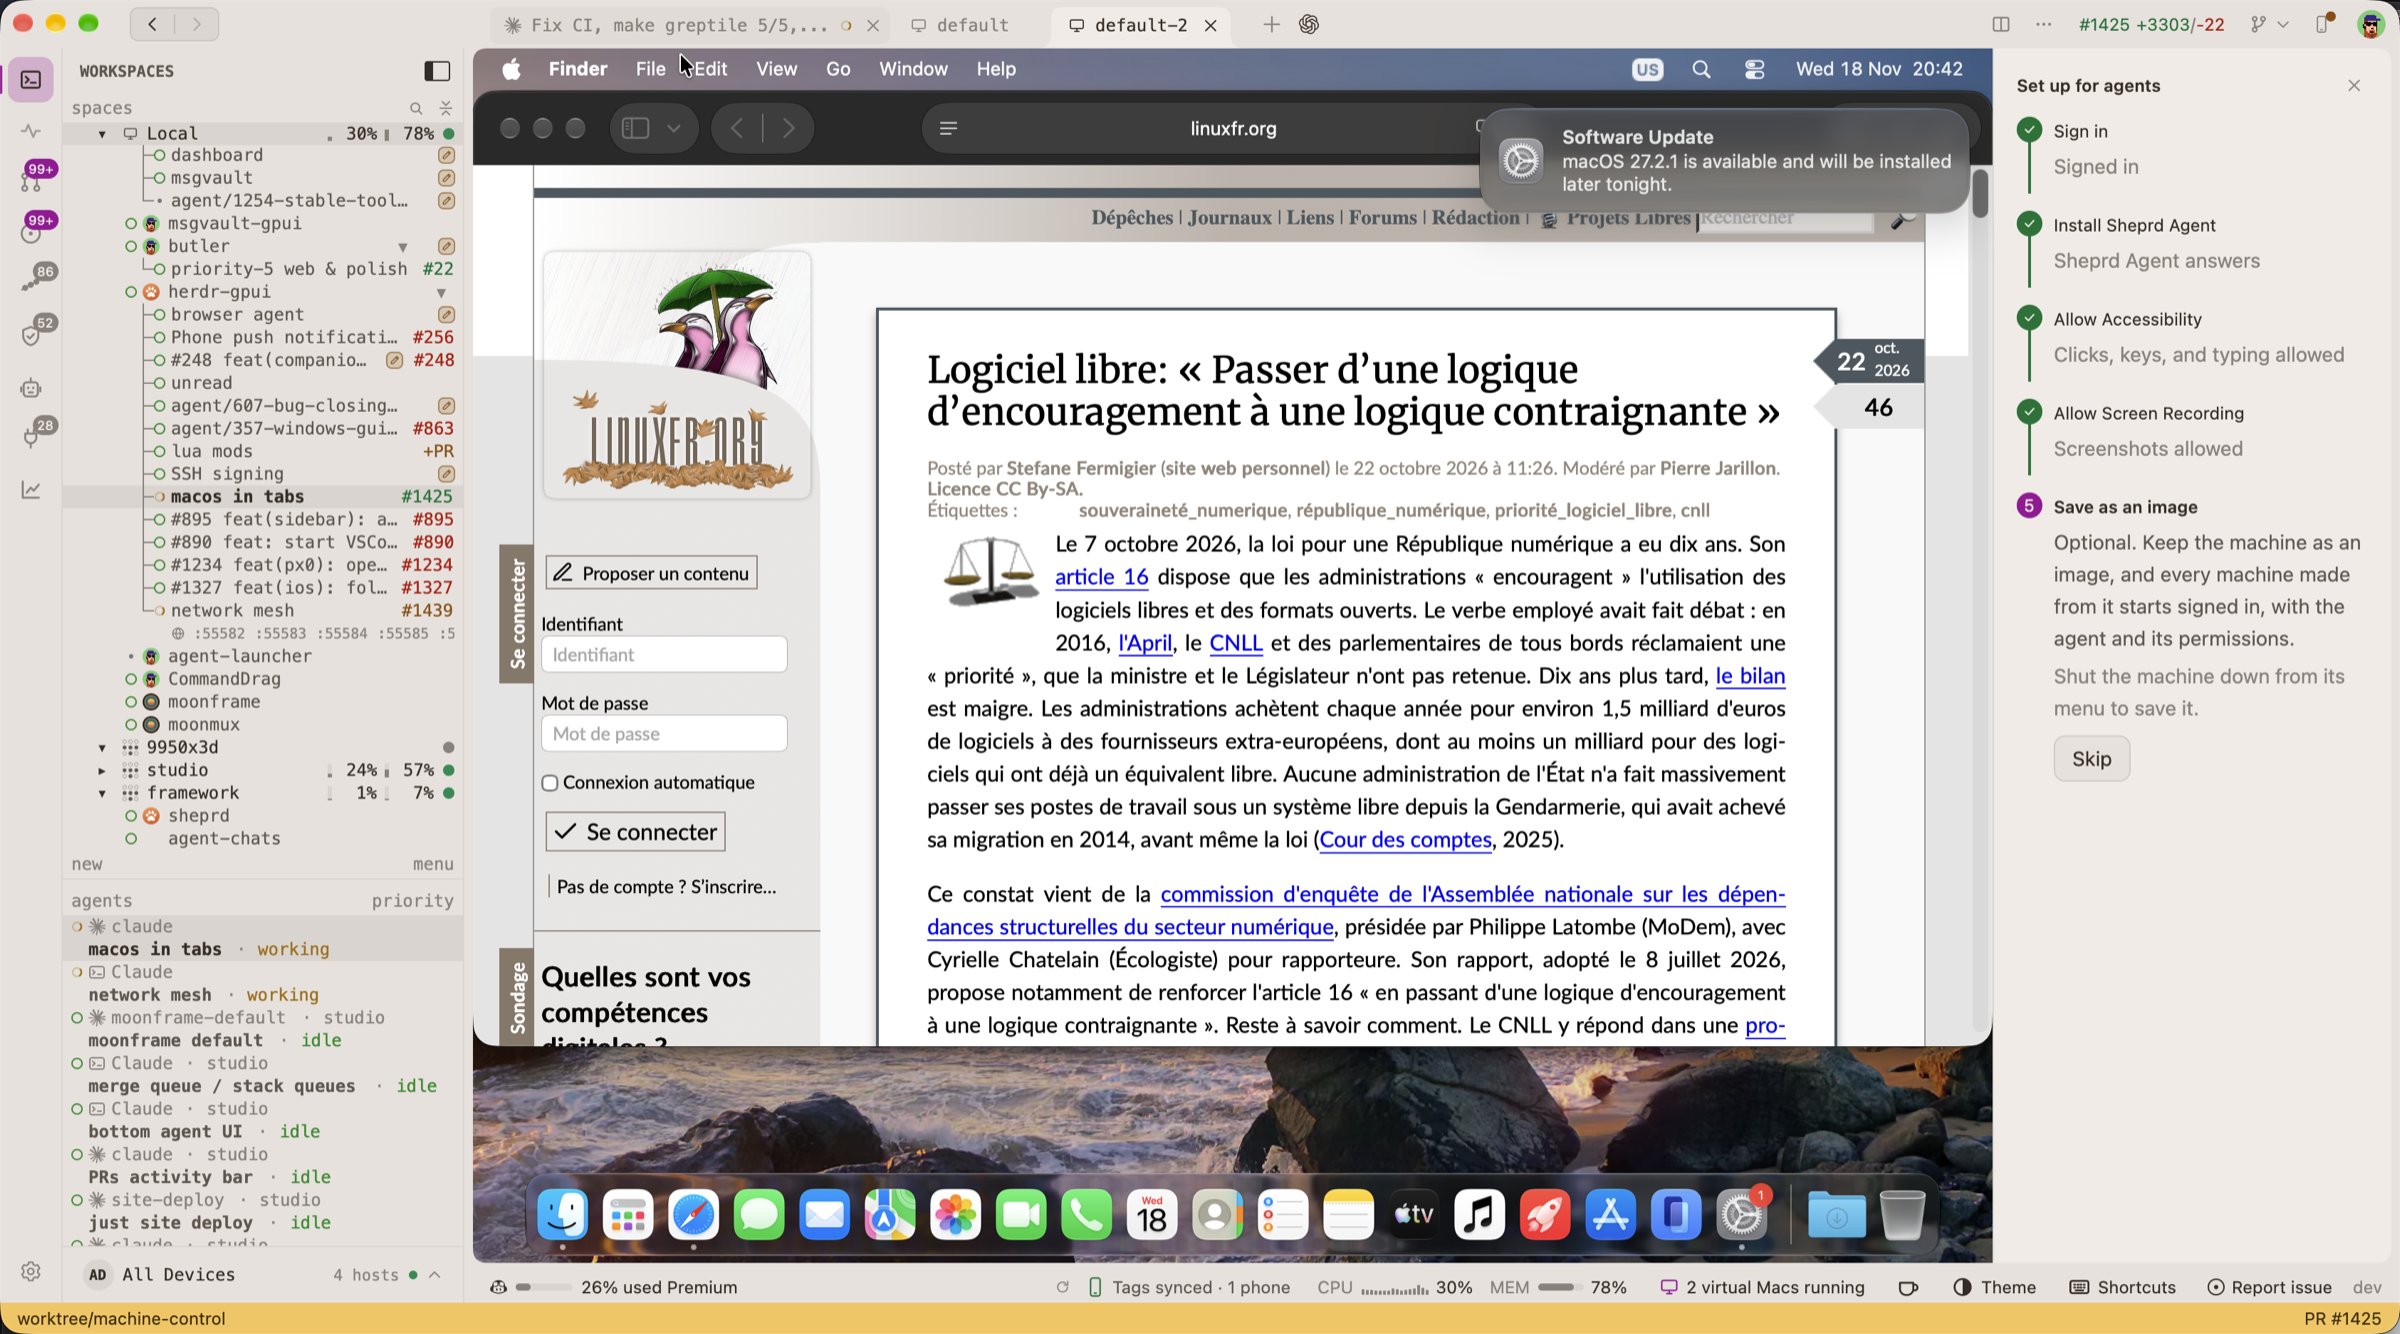 Fix CI, make greptile 5/5,...
default
default-2
#1425 +3303/-22
WORKSPACES
spaces
Local 30% 78%
dashboard
msgvault
agent/1254-stable-tool…
msgvault-gpui
butler
priority-5 web & polish #22
herdr-gpui
browser agent
Phone push notificati… #256
#248 feat(companio… #248
unread
agent/607-bug-closing…
agent/357-windows-gui… #863
lua mods +PR
SSH signing
macos in tabs #1425
#895 feat(sidebar): a… #895
#890 feat: start VSCo… #890
#1234 feat(px0): ope… #1234
#1327 feat(ios): fol… #1327
network mesh #1439
:55582 :55583 :55584 :55585 :5
agent-launcher
CommandDrag
moonframe
moonmux
9950x3d
studio 24% 57%
framework 1% 7%
sheprd
agent-chats
new menu
99+
99+
86
52
28
agents priority
claude
macos in tabs · working
Claude
network mesh · working
moonframe-default · studio
moonframe default · idle
Claude · studio
merge queue / stack queues · idle
Claude · studio
bottom agent UI · idle
claude · studio
PRs activity bar · idle
site-deploy · studio
just site deploy · idle
claude · studio
AD All Devices 4 hosts
Finder File Edit View Go Window Help
US
Wed 18 Nov 20:42
linuxfr.org
Software Update
macOS 27.2.1 is available and will be installed
later tonight.
Dépêches | Journaux | Liens | Forums | Rédaction | Projets Libres
Rechercher
LINUXFR.ORG
Se connecter
Proposer un contenu
Identifiant
Identifiant
Mot de passe
Mot de passe
Connexion automatique
Se connecter
Pas de compte ? S'inscrire...
Sondage
Quelles sont vos
compétences
digitales ?
Logiciel libre: « Passer d’une logique
d’encouragement à une logique contraignante »
22 oct. 2026
46
Posté par Stefane Fermigier (site web personnel) le 22 octobre 2026 à 11:26. Modéré par Pierre Jarillon.
Licence CC By-SA.
Étiquettes : souveraineté_numerique, république_numérique, priorité_logiciel_libre, cnll
Le 7 octobre 2026, la loi pour une République numérique a eu dix ans. Son
article 16 dispose que les administrations « encouragent » l'utilisation des
logiciels libres et des formats ouverts. Le verbe employé avait fait débat : en
2016, l'April, le CNLL et des parlementaires de tous bords réclamaient une
« priorité », que la ministre et le Législateur n'ont pas retenue. Dix ans plus tard, le bilan
est maigre. Les administrations achètent chaque année pour environ 1,5 milliard d'euros
de logiciels à des fournisseurs extra-européens, dont au moins un milliard pour des logi-
ciels qui ont déjà un équivalent libre. Aucune administration de l'État n'a fait massivement
passer ses postes de travail sous un système libre depuis la Gendarmerie, qui avait achevé
sa migration en 2014, avant même la loi (Cour des comptes, 2025).
Ce constat vient de la commission d'enquête de l'Assemblée nationale sur les dépen-
dances structurelles du secteur numérique, présidée par Philippe Latombe (MoDem), avec
Cyrielle Chatelain (Écologiste) pour rapporteure. Son rapport, adopté le 8 juillet 2026,
propose notamment de renforcer l'article 16 « en passant d'une logique d'encouragement
à une logique contraignante ». Reste à savoir comment. Le CNLL y répond dans une pro-
Wed
18
tv
1
Set up for agents
Sign in
Signed in
Install Sheprd Agent
Sheprd Agent answers
Allow Accessibility
Clicks, keys, and typing allowed
Allow Screen Recording
Screenshots allowed
5 Save as an image
Optional. Keep the machine as an
image, and every machine made
from it starts signed in, with the
agent and its permissions.
Shut the machine down from its
menu to save it.
Skip
26% used Premium
Tags synced · 1 phone
CPU 30%
MEM 78%
2 virtual Macs running
Theme
Shortcuts
Report issue
dev
worktree/machine-control
PR #1425